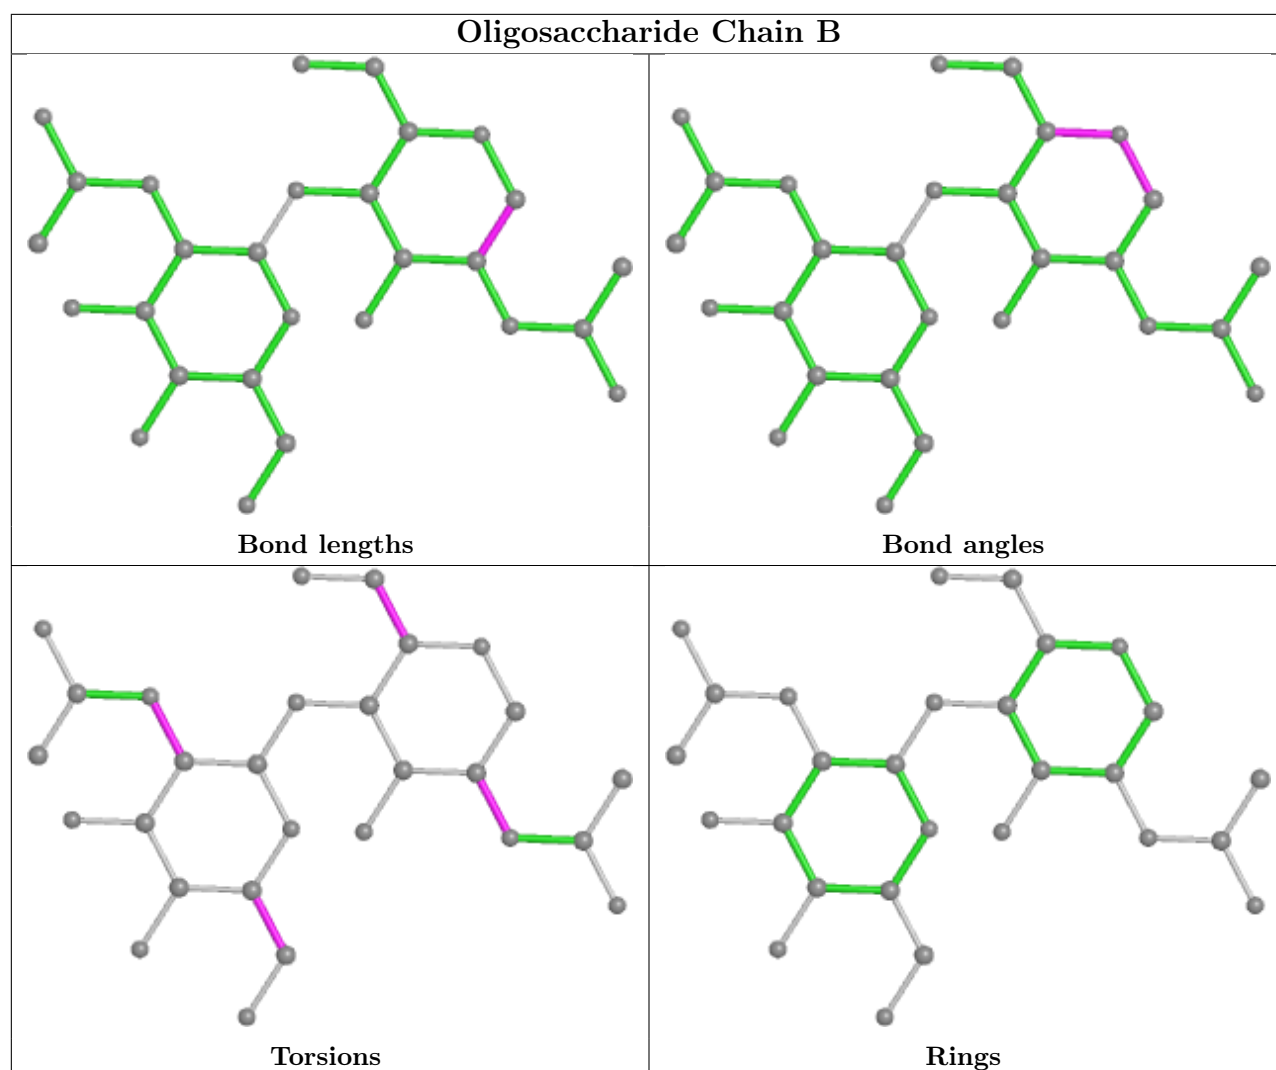 Oligosaccharide Chain B
Bond lengths
Bond angles
Torsions
Rings